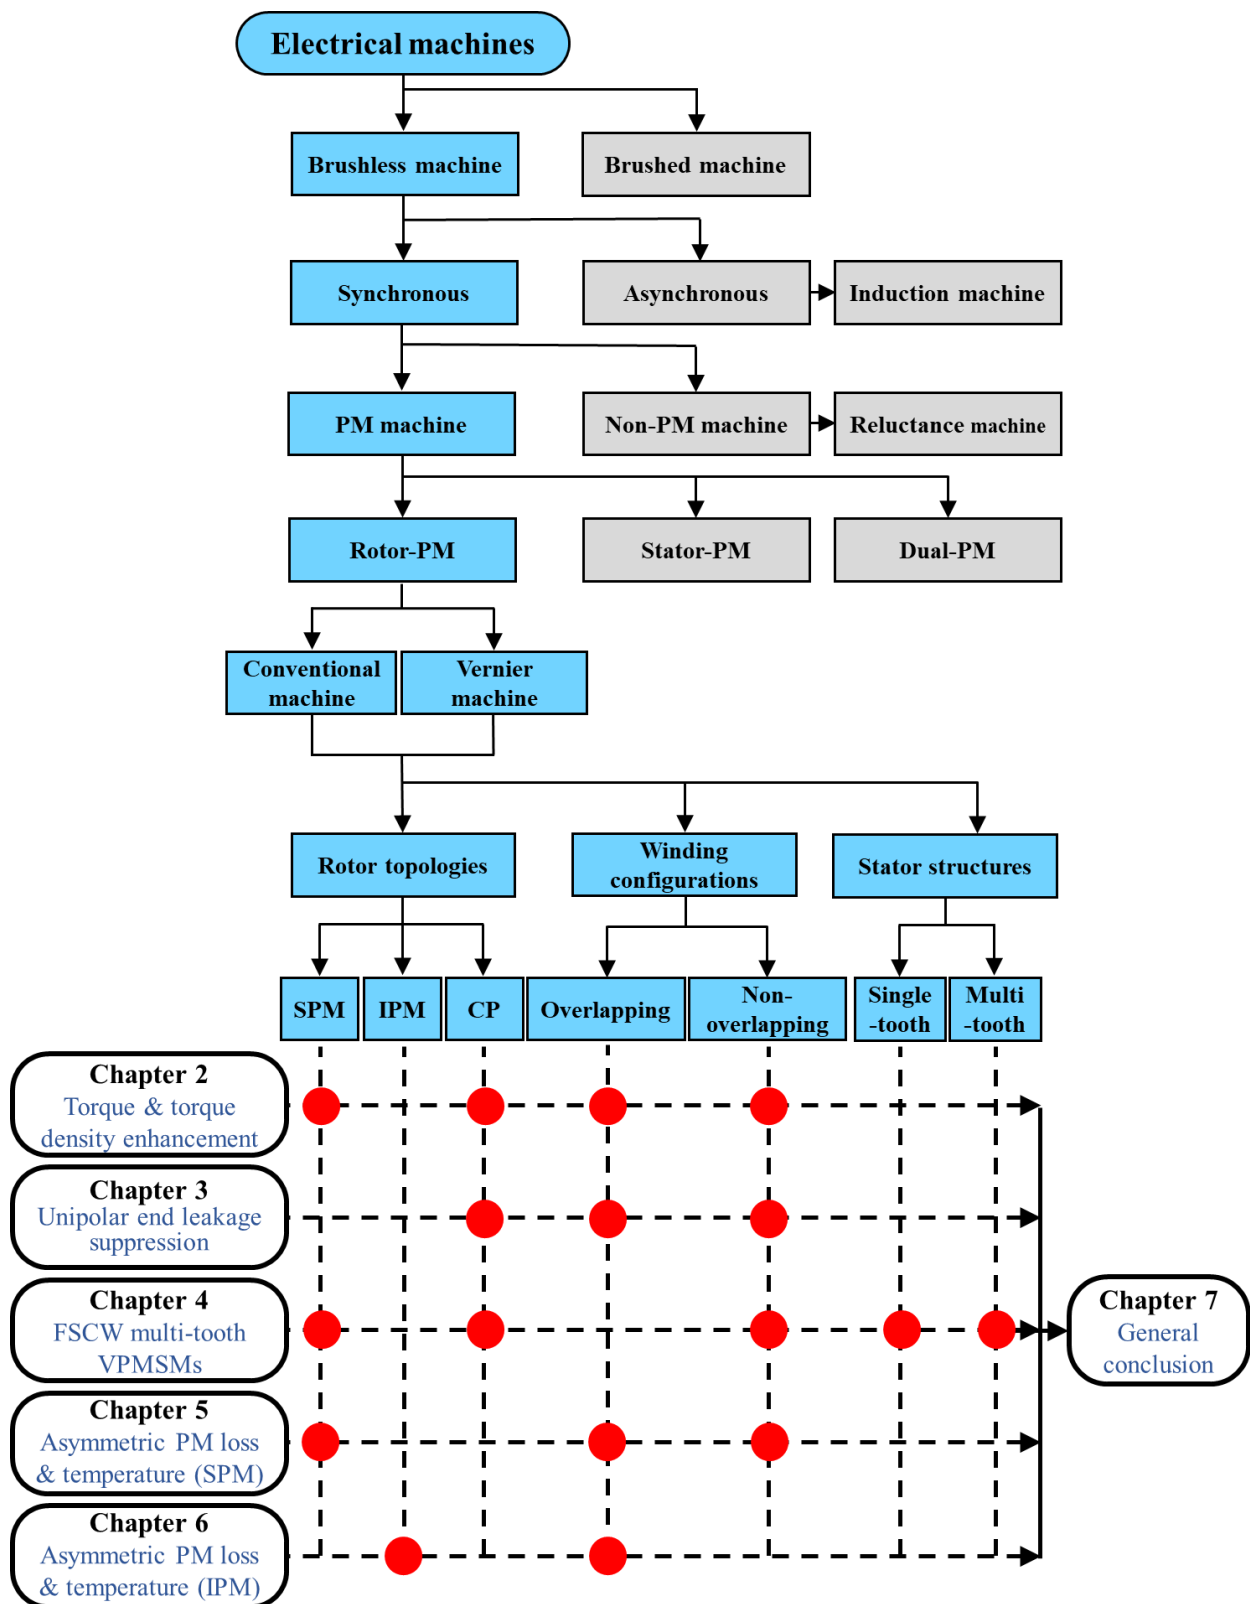 Electrical machines
Brushless machine
Brushed machine
Synchronous
Asynchronous
Induction machine
PM machine
Non-PM machine
Reluctance machine
Rotor-PM
Stator-PM
Dual-PM
Conventional
machine
Vernier
machine
Rotor topologies
Winding
configurations
Stator structures
SPM
IPM
CP
Overlapping
Non-
overlapping
Single
-tooth
Multi
-tooth
Chapter 2
Torque & torque
density enhancement
Chapter 3
Unipolar end leakage
suppression
Chapter 4
FSCW multi-tooth
VPMSMs
Chapter 7
General
conclusion
Chapter 5
Asymmetric PM loss
& temperature (SPM)
Chapter 6
Asymmetric PM loss
& temperature (IPM)